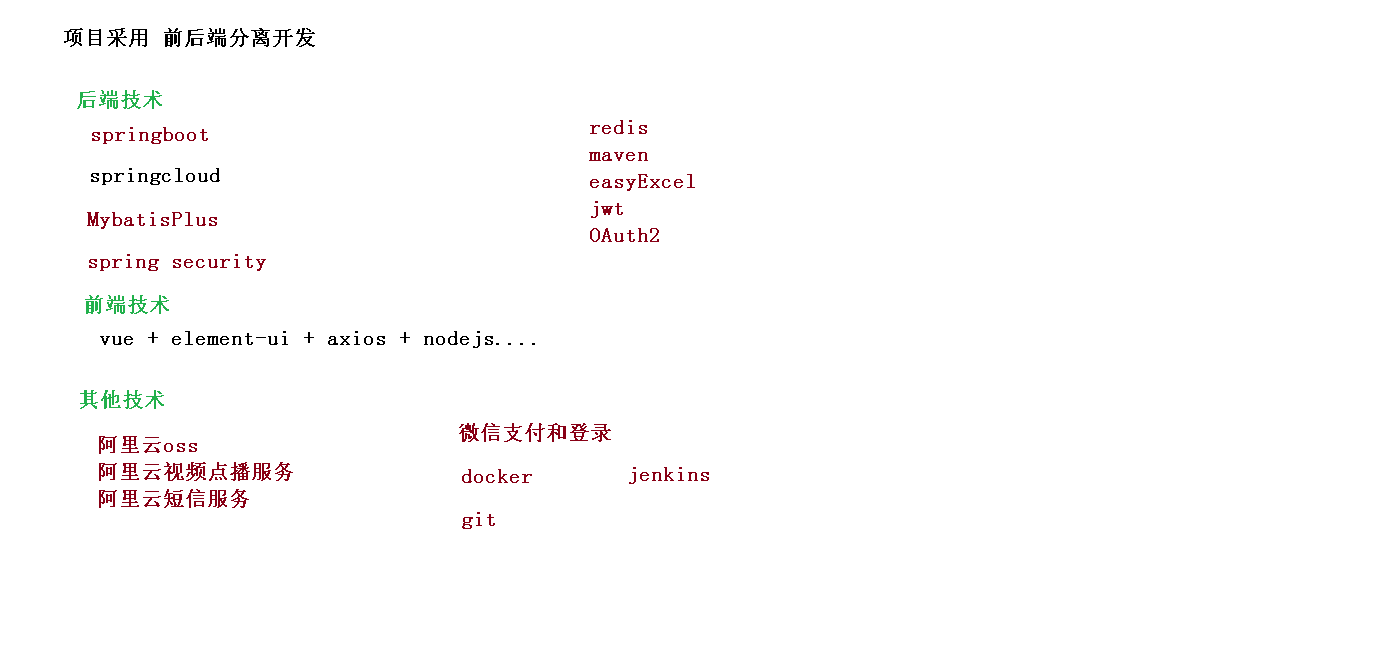 项目采用 前后端分离开发
后端技术
springboot
springcloud
MybatisPlus
spring security
redis
maven
easyExcel
jwt
OAuth2
前端技术
vue + element-ui + axios + nodejs....
其他技术
阿里云oss
阿里云视频点播服务
阿里云短信服务
微信支付和登录
docker jenkins
git